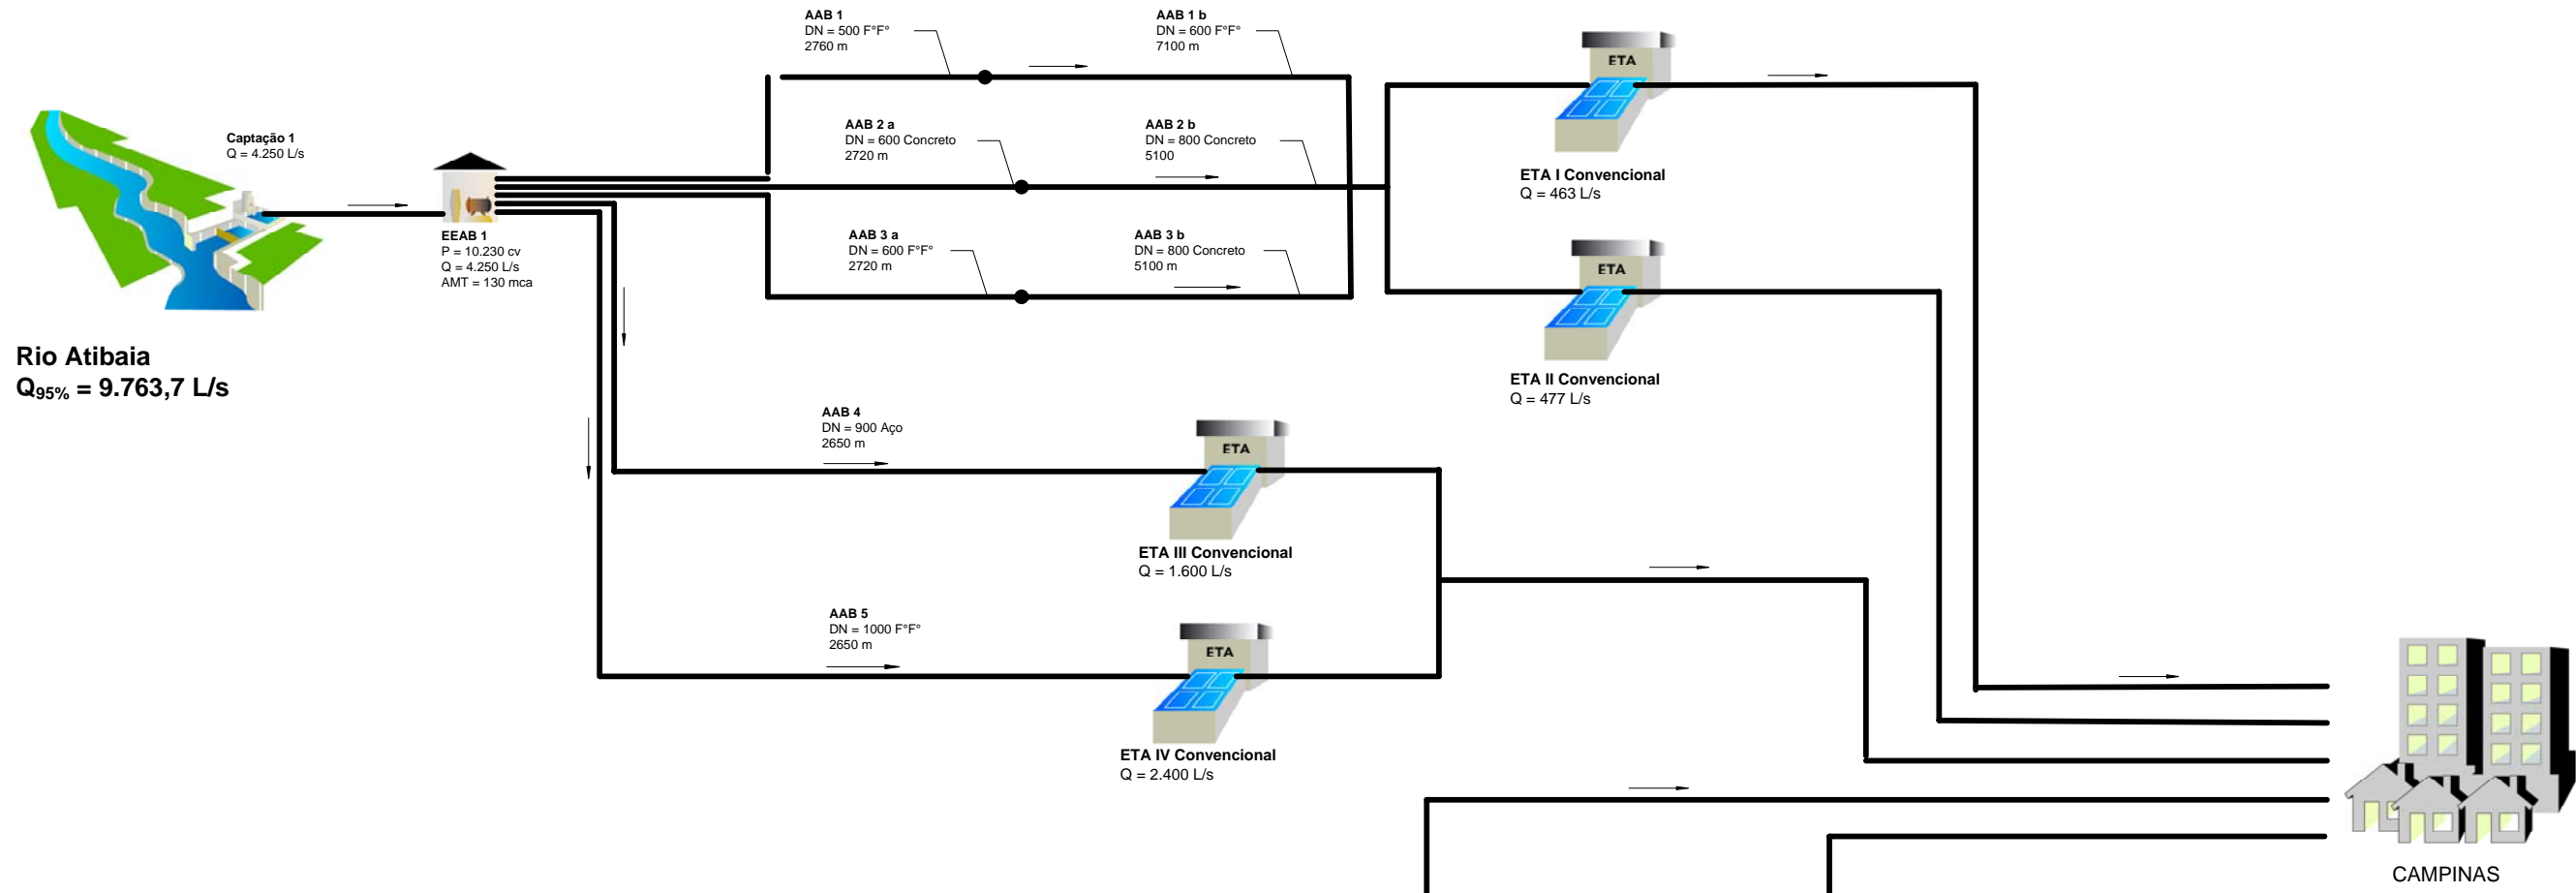 AAB 1
DN = 500 F°F°
2760 m
AAB 1 b
DN = 600 F°F°
7100 m
ETA
Captação 1
Q = 4.250 L/s
AAB 2 a
DN = 600 Concreto
2720 m
AAB 2 b
DN = 800 Concreto
5100
ETA I Convencional
Q = 463 L/s
EEAB 1
P = 10.230 cv
Q = 4.250 L/s
AMT = 130 mca
AAB 3 a
DN = 600 F°F°
2720 m
AAB 3 b
DN = 800 Concreto
5100 m
ETA
Rio Atibaia
Q95% = 9.763,7 L/s
ETA II Convencional
Q = 477 L/s
AAB 4
DN = 900 Aço
2650 m
ETA
ETA III Convencional
Q = 1.600 L/s
AAB 5
DN = 1000 F°F°
2650 m
ETA
ETA IV Convencional
Q = 2.400 L/s
CAMPINAS